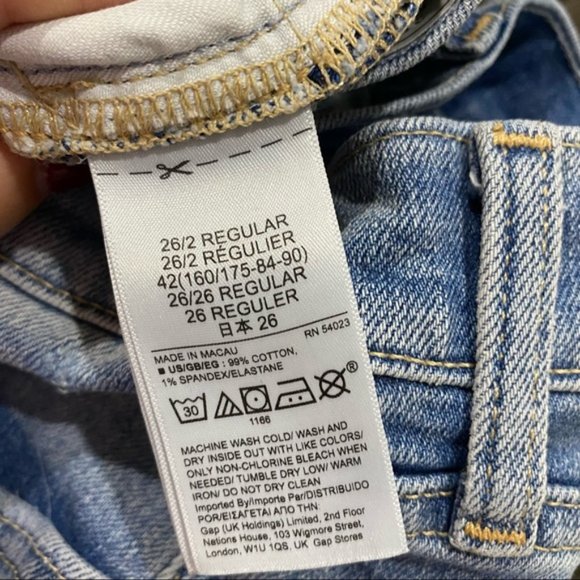 26/2 REGULAR
26/2 RÉGULIER
42(160/175-84-90)
26/26 REGULAR
26 REGULER
日本 26
RN 54023
MADE IN MACAU
■ US/GB/EG : 99% COTTON,
1% SPANDEX/ELASTANE
30
1166
MACHINE WASH COLD/ WASH AND
DRY INSIDE OUT WITH LIKE COLORS/
ONLY NON-CHLORINE BLEACH WHEN
NEEDED/ TUMBLE DRY LOW/ WARM
IRON/ DO NOT DRY CLEAN
Imported By/Importe Par/DISTRIBUIDO
POR/ΕΙΣΑΓΕΤΑΙ ΑΠΟ ΤΗ
Gap (UK Holdings) Limited, 2nd Floor
Nations House, 103 Wigmore Street,
London, W1U 1QS. UK Gap Stores